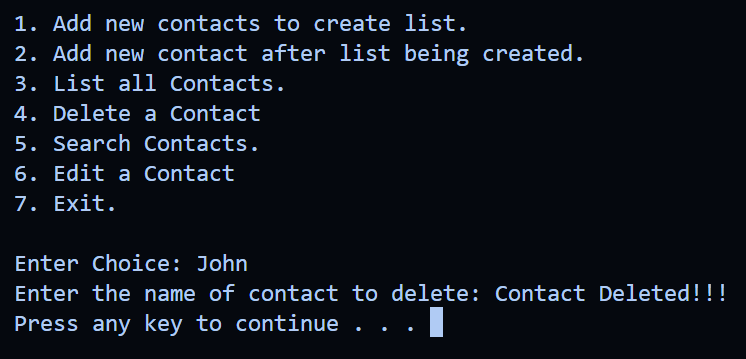 1. Add new contacts to create list.
2. Add new contact after list being created.
3. List all Contacts.
4. Delete a Contact
5. Search Contacts.
6. Edit a Contact
7. Exit.
Enter Choice: John
Enter the name of contact to delete: Contact Deleted!!!
Press any key to continue . . .